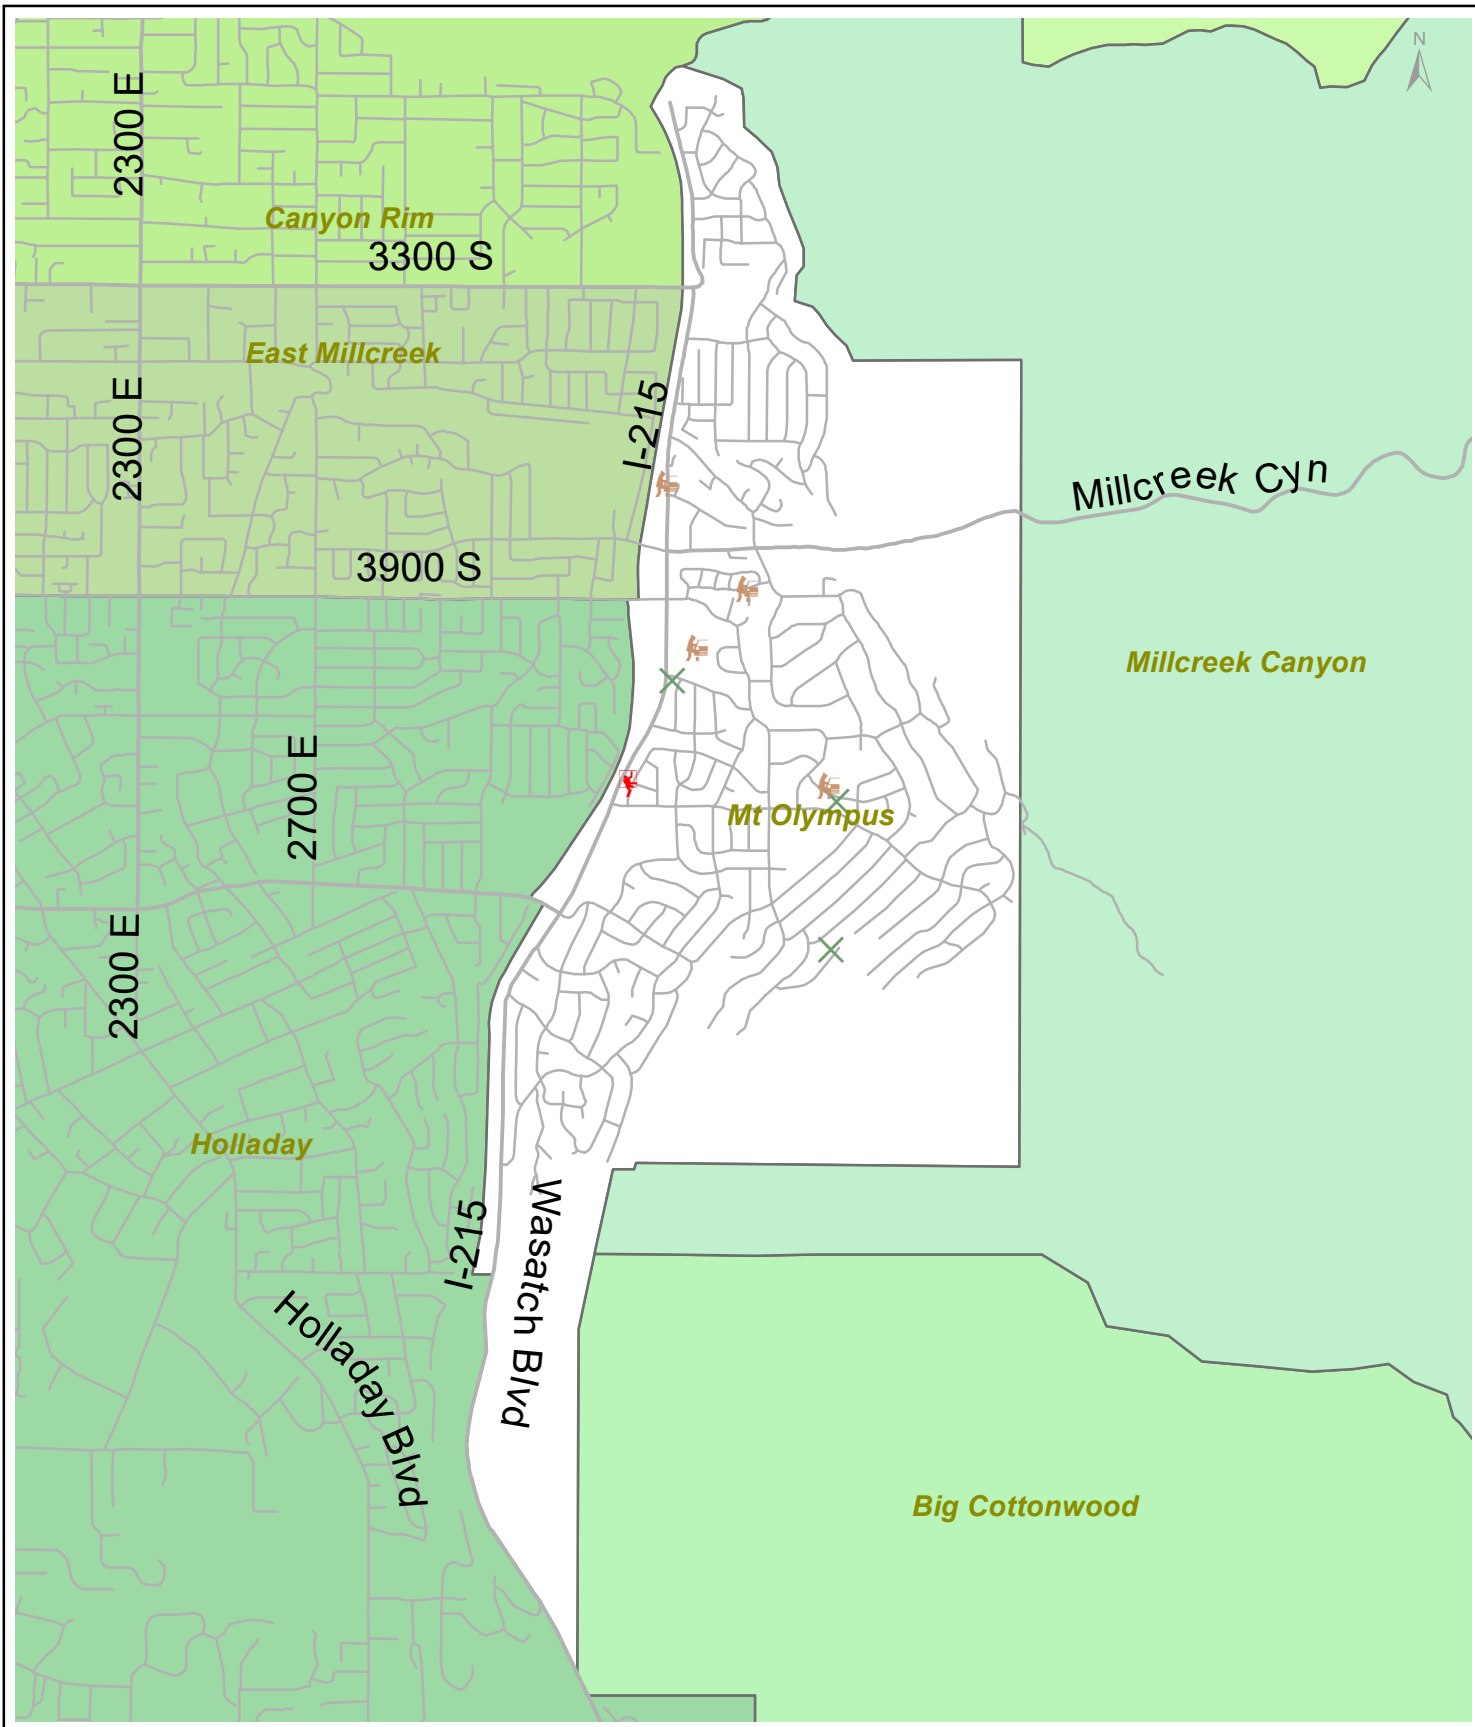 N
2300 E
Canyon Rim
3300 S
East Millcreek
2300 E
I-215
Millcreek Cyn
3900 S
Millcreek Canyon
2700 E
Mt Olympus
2300 E
Holladay
I-215
Wasatch Blvd
Holladay Blvd
Big Cottonwood